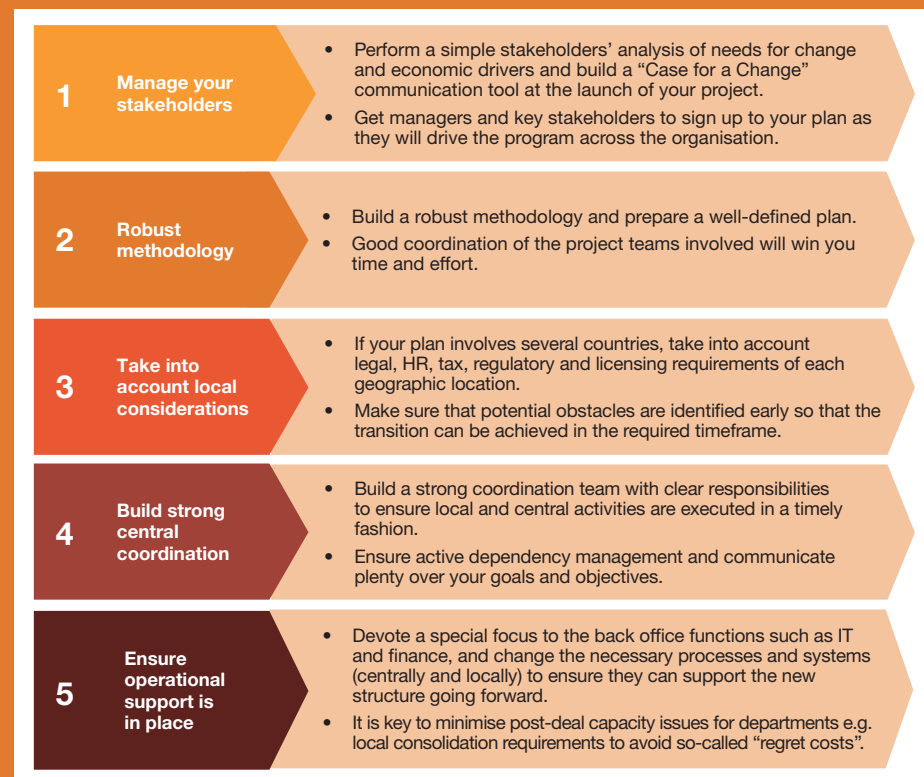 1
Manage your
stakeholders
• Perform a simple stakeholders’ analysis of needs for change
and economic drivers and build a “Case for a Change”
communication tool at the launch of your project.
• Get managers and key stakeholders to sign up to your plan as
they will drive the program across the organisation.
2
Robust
methodology
• Build a robust methodology and prepare a well-defined plan.
• Good coordination of the project teams involved will win you
time and effort.
3
Take into
account local
considerations
• If your plan involves several countries, take into account
legal, HR, tax, regulatory and licensing requirements of each
geographic location.
• Make sure that potential obstacles are identified early so that the
transition can be achieved in the required timeframe.
4
Build strong
central
coordination
• Build a strong coordination team with clear responsibilities
to ensure local and central activities are executed in a timely
fashion.
• Ensure active dependency management and communicate
plenty over your goals and objectives.
5
Ensure
operational
support is
in place
• Devote a special focus to the back office functions such as IT
and finance, and change the necessary processes and systems
(centrally and locally) to ensure they can support the new
structure going forward.
• It is key to minimise post-deal capacity issues for departments e.g.
local consolidation requirements to avoid so-called “regret costs”.